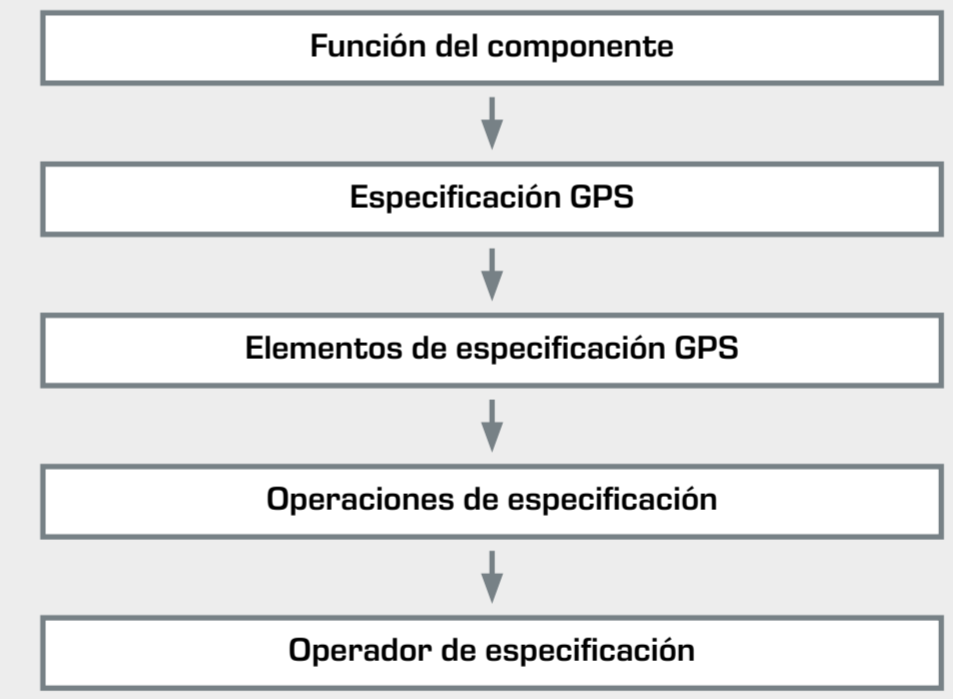 Función del componente
Especificación GPS
Elementos de especificación GPS
Operaciones de especificación
Operador de especificación